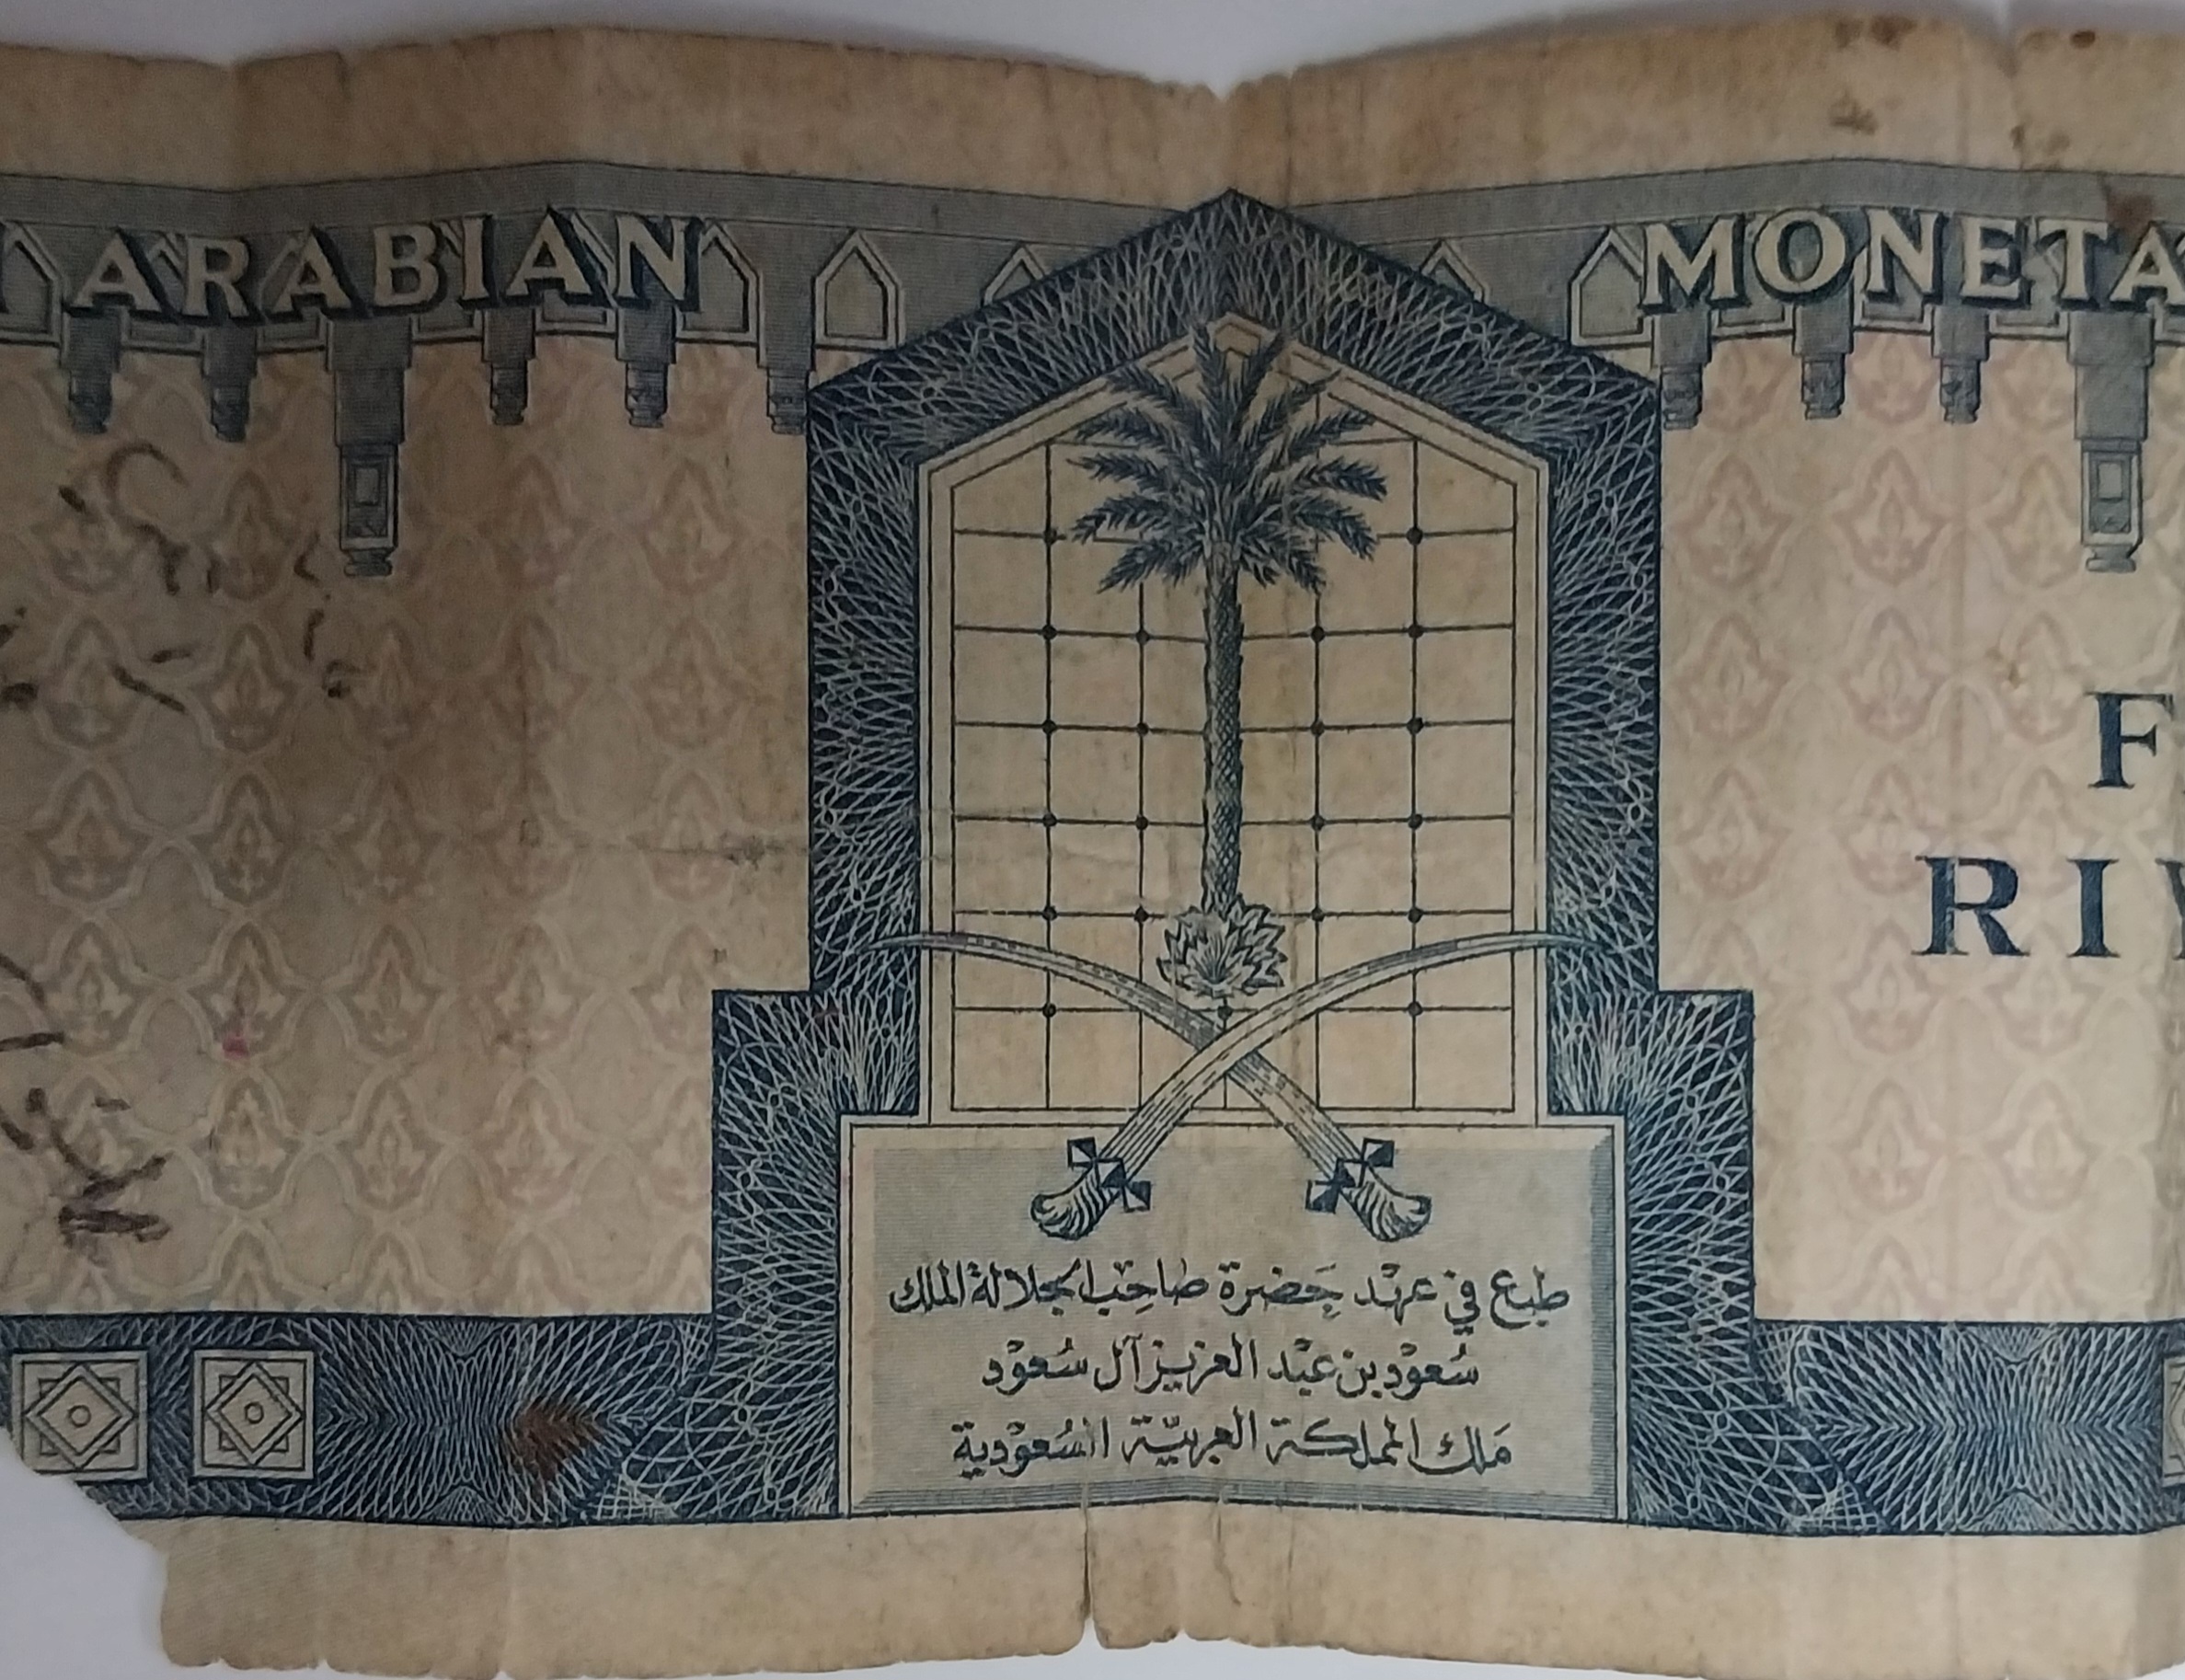 ARABIAN MONETA
F
RIY
طبع في عهد حضرة صاحب الجلالة الملك
سعود بن عبد العزيز آل سعود
ملك المملكة العربية السعودية